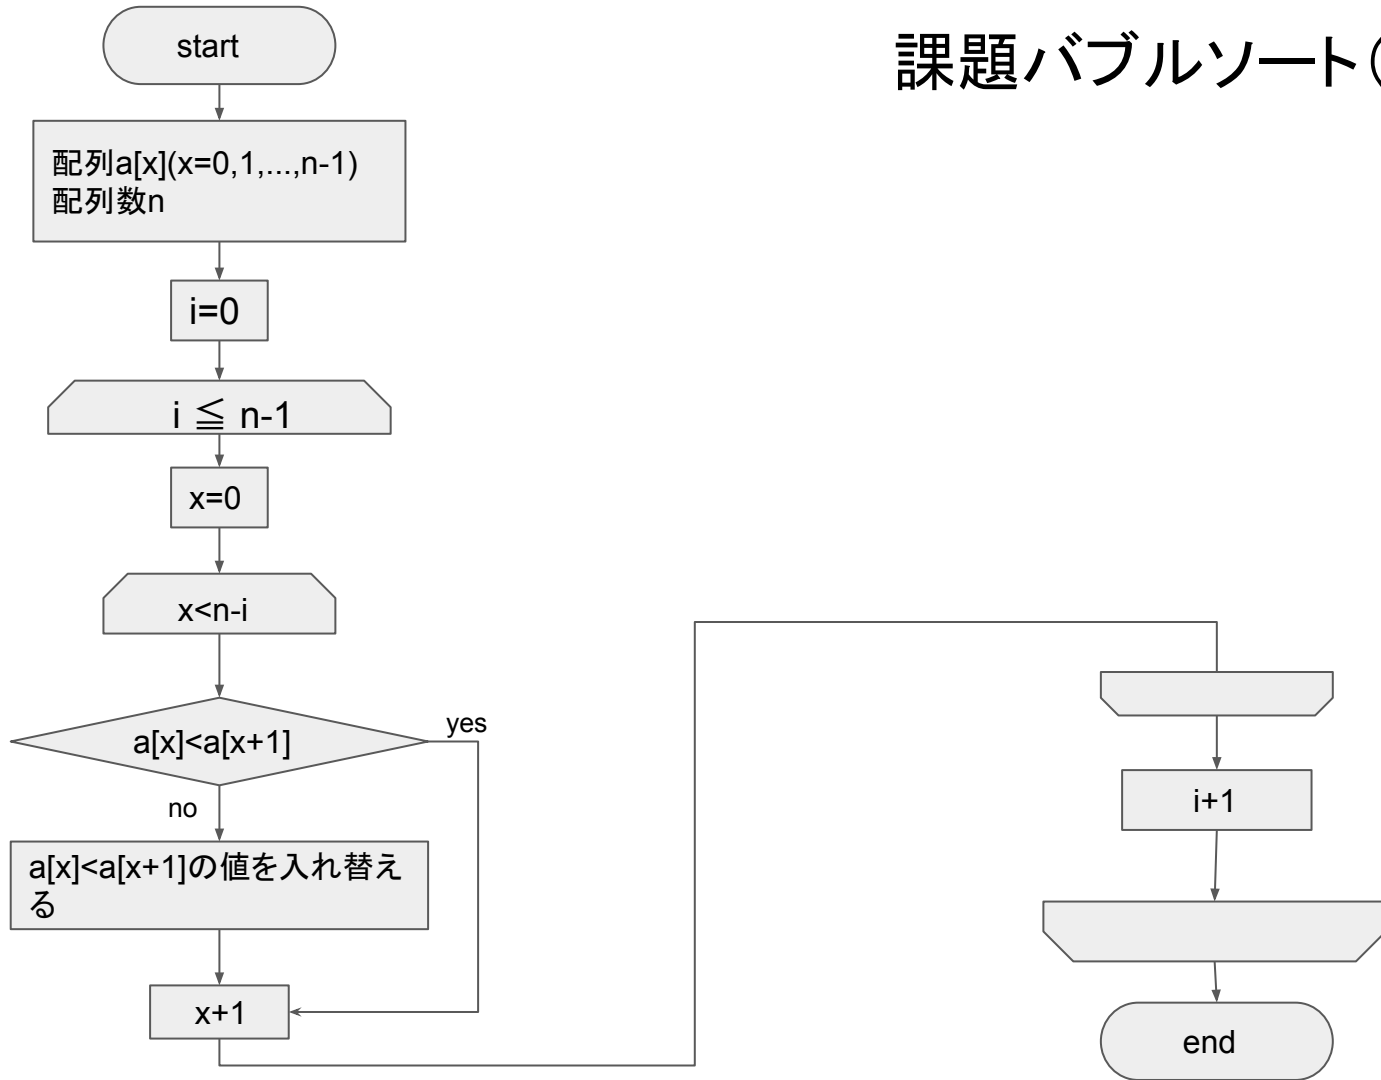 課題バブルソート(
start
配列a[x](x=0,1,...,n-1)
配列数n
i=0
i ≦ n-1
x=0
x<n-i
a[x]<a[x+1]
yes
no
a[x]<a[x+1]の値を入れ替え
る
x+1
i+1
end